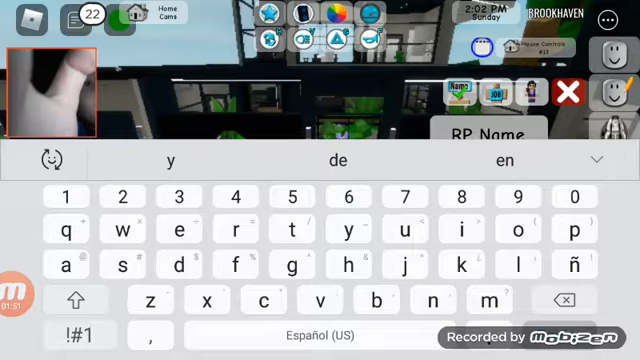 22
Home
Cams
2:02 PM
Sunday
BROOKHAVEN
House Controls
#13
Name
JOB
RP Name
y de en
1 2 3 4 5 6 7 8 9 0
q w e r t y u i o p
a s d f g h j k l ñ
z x c v b n m
!#1 , Español (US)
01:51
Recorded by mobizen